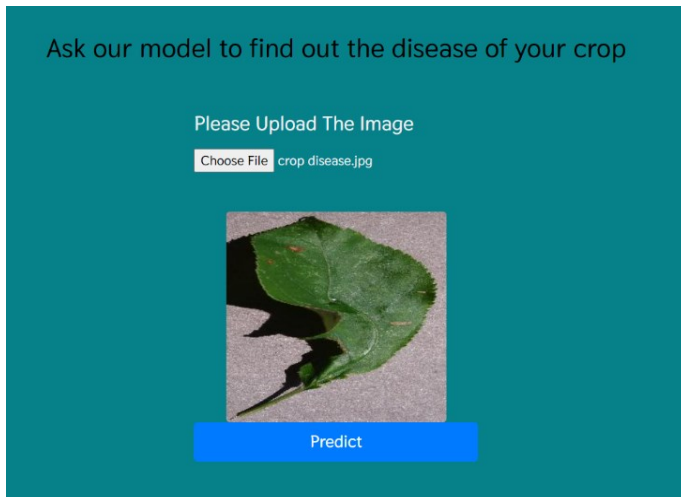 Ask our model to find out the disease of your crop
Please Upload The Image
Choose File crop disease.jpg
Predict